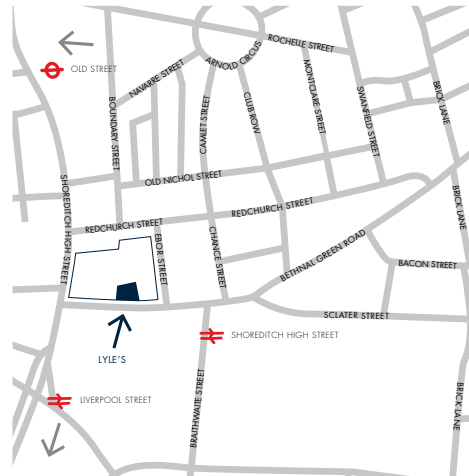 ROCHELLE STREET
ARNOLD CIRCUS
OLD STREET
NAVARRE STREET
BOUNDARY STREET
CAMLET STREET
CLUB ROW
MONTCLARE STREET
SWANFIELD STREET
BRICK LANE
OLD NICHOL STREET
SHOREDITCH HIGH STREET
REDCHURCH STREET
REDCHURCH STREET
BRICK LANE
EBOR STREET
CHANCE STREET
BETHNAL GREEN ROAD
BACON STREET
SCLATER STREET
SHOREDITCH HIGH STREET
LYLE'S
BRAITHWAITE STREET
LIVERPOOL STREET
BRICK LANE